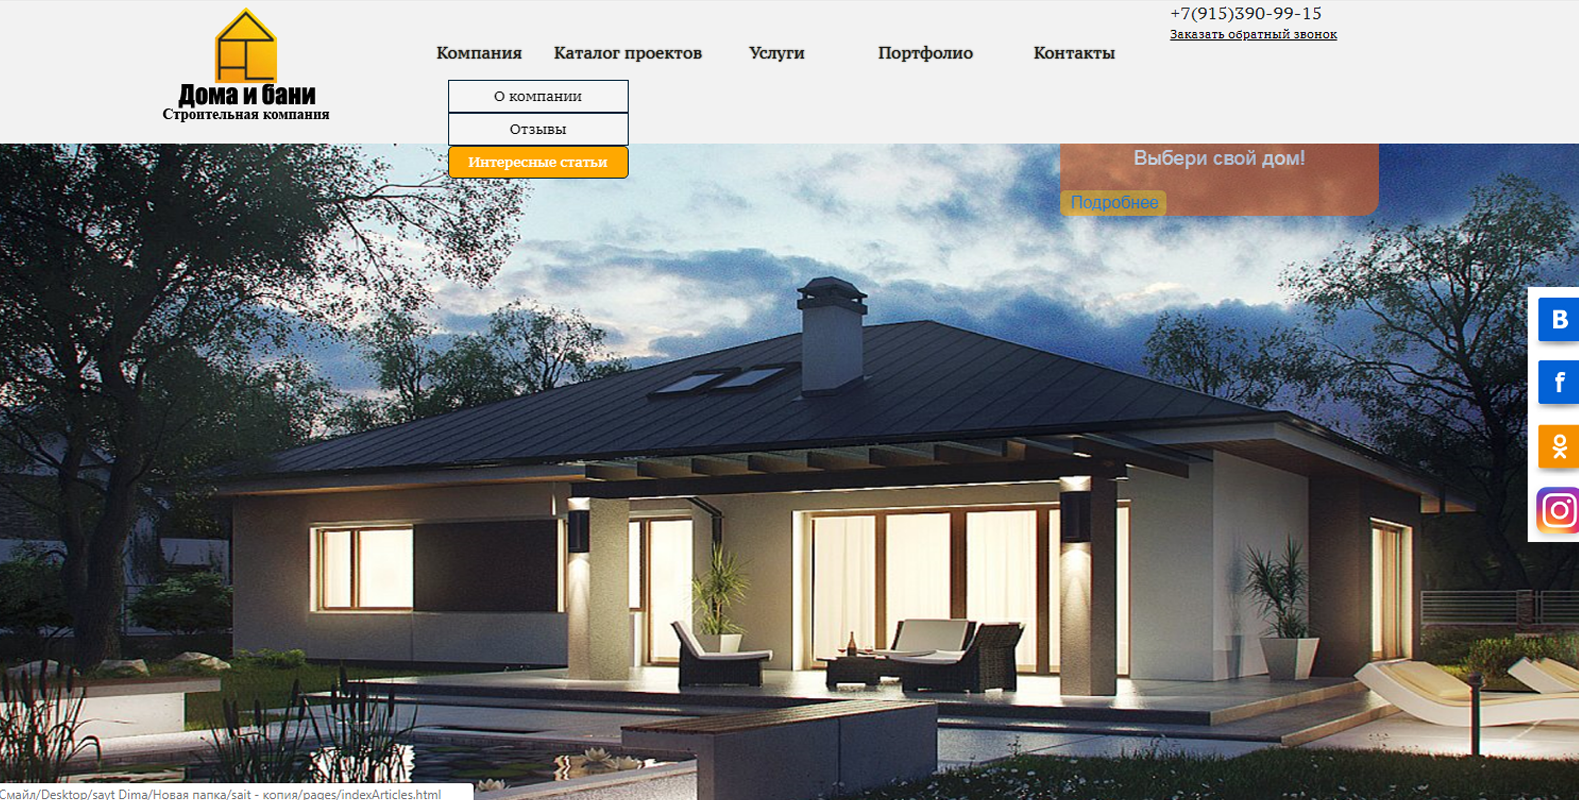 +7(915)390-99-15
Заказать обратный звонок
Дома и бани
Строительная компания
Компания
Каталог проектов
Услуги
Портфолио
Контакты
О компании
Отзывы
Интересные статьи
Выбери свой дом!
Подробнее
В
f
Смайл/Desktop/sayt Dima/Новая папка/sait - копия/pages/indexArticles.html